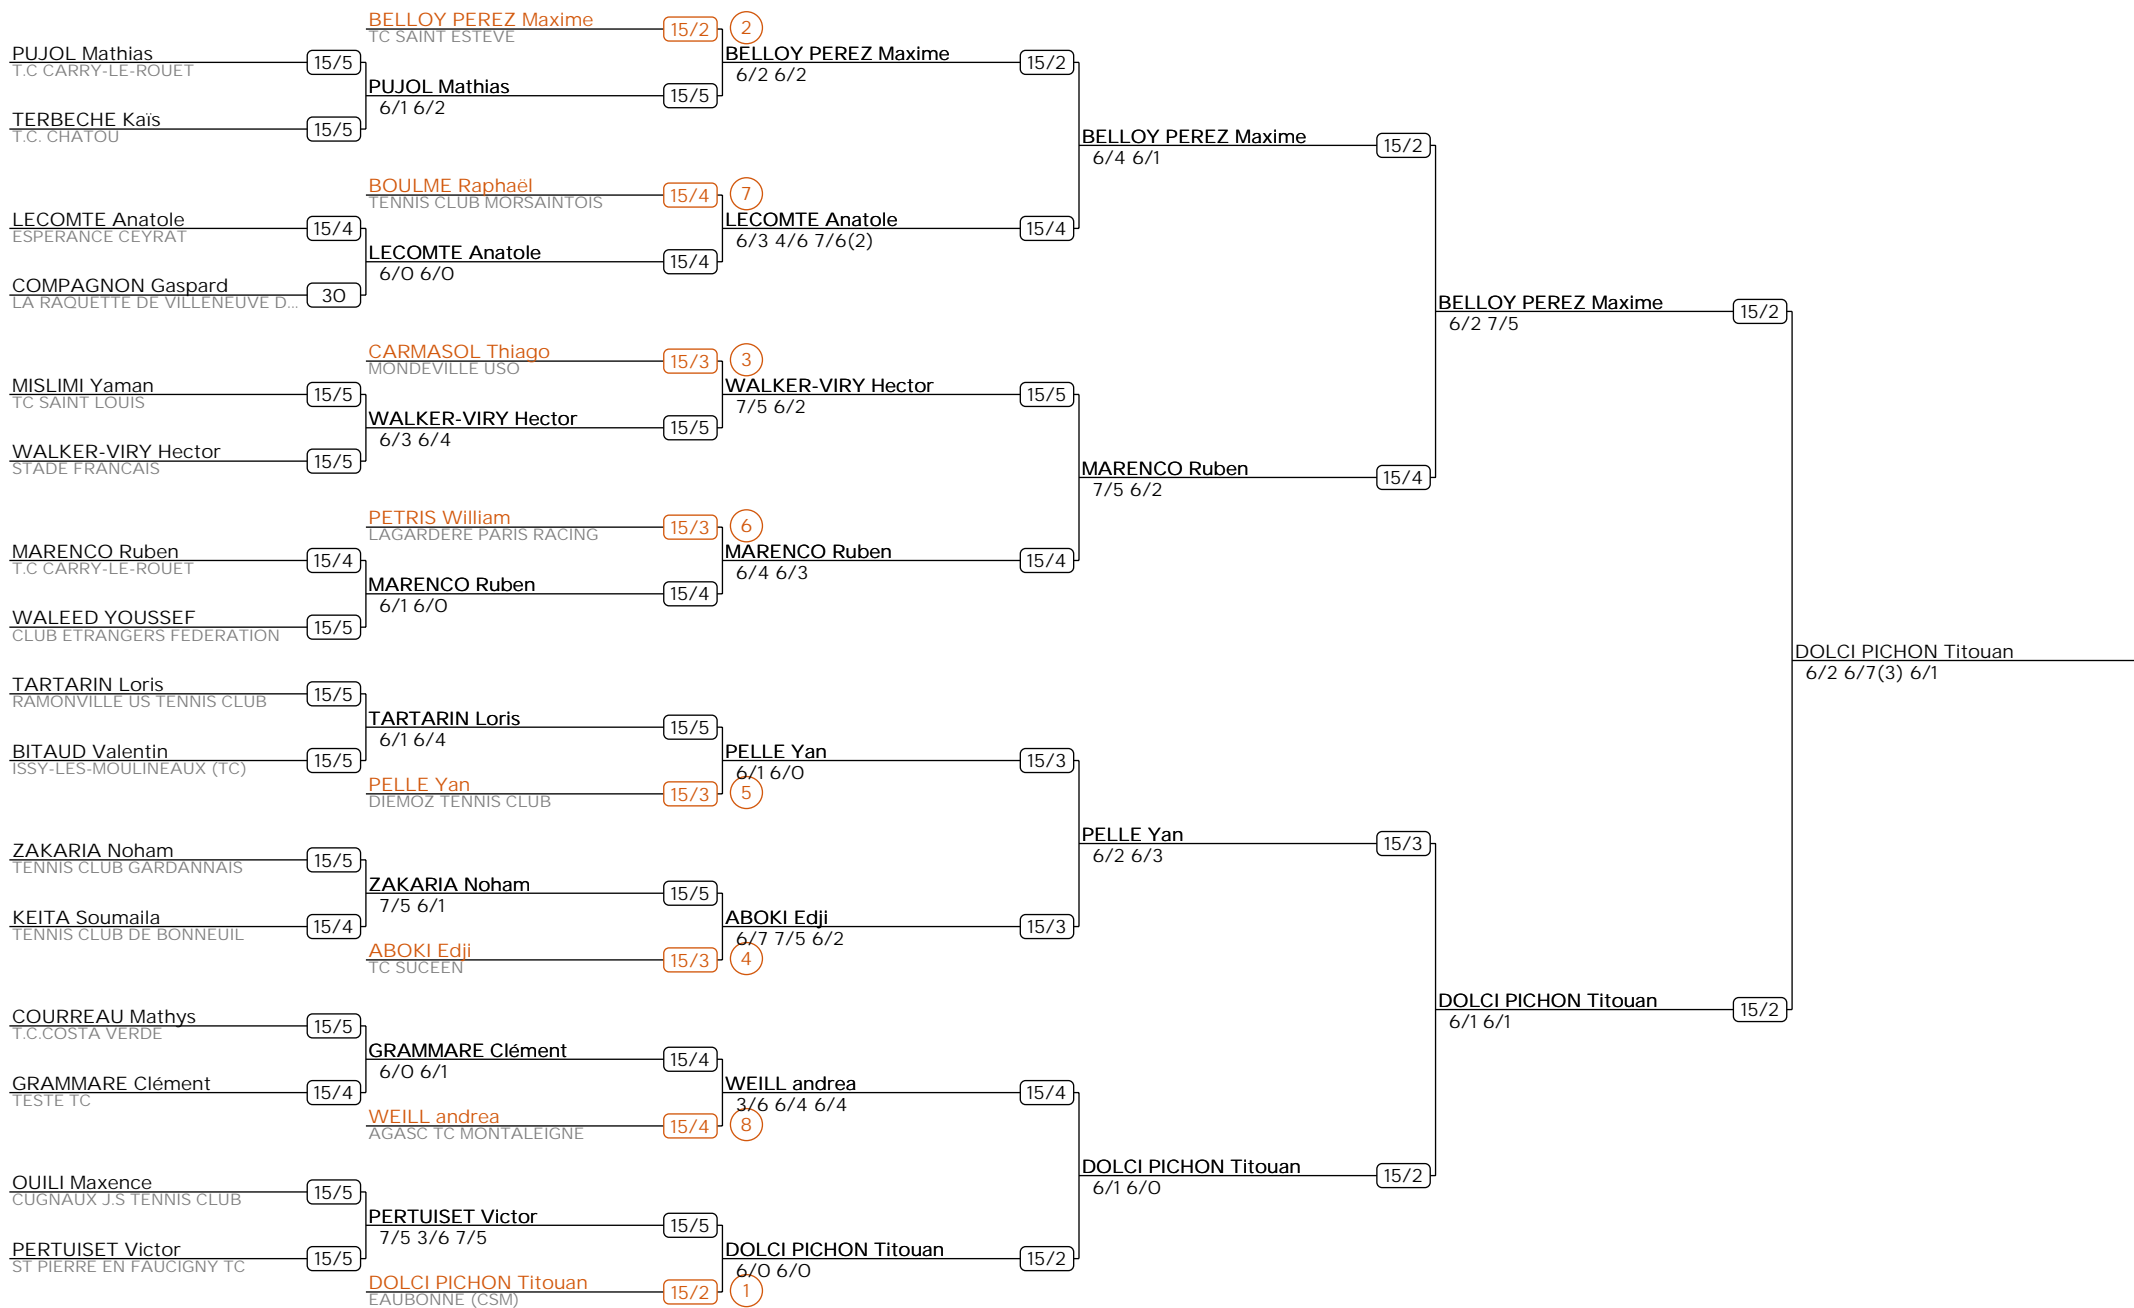 BELLOY PEREZ Maxime
TC SAINT ESTEVE
15/2
2
PUJOL Mathias
T.C CARRY-LE-ROUET
15/5
BELLOY PEREZ Maxime
6/2 6/2
15/2
PUJOL Mathias
6/1 6/2
15/5
TERBECHE Kaïs
T.C. CHATOU
15/5
BELLOY PEREZ Maxime
6/4 6/1
15/2
BOULME Raphaël
TENNIS CLUB MORSAINTOIS
15/4
7
LECOMTE Anatole
ESPERANCE CEYRAT
15/4
LECOMTE Anatole
6/3 4/6 7/6(2)
15/4
LECOMTE Anatole
6/0 6/0
15/4
COMPAGNON Gaspard
LA RAQUETTE DE VILLENEUVE D...
30
BELLOY PEREZ Maxime
6/2 7/5
15/2
CARMASOL Thiago
MONDEVILLE USO
15/3
3
MISLIMI Yaman
TC SAINT LOUIS
15/5
WALKER-VIRY Hector
7/5 6/2
15/5
WALKER-VIRY Hector
6/3 6/4
15/5
WALKER-VIRY Hector
STADE FRANCAIS
15/5
MARENCO Ruben
7/5 6/2
15/4
PETRIS William
LAGARDERE PARIS RACING
15/3
6
MARENCO Ruben
T.C CARRY-LE-ROUET
15/4
MARENCO Ruben
6/4 6/3
15/4
MARENCO Ruben
6/1 6/0
15/4
WALEED YOUSSEF
CLUB ETRANGERS FEDERATION
15/5
DOLCI PICHON Titouan
6/2 6/7(3) 6/1
TARTARIN Loris
RAMONVILLE US TENNIS CLUB
15/5
TARTARIN Loris
6/1 6/4
15/5
BITAUD Valentin
ISSY-LES-MOULINEAUX (TC)
15/5
PELLE Yan
6/1 6/0
15/3
PELLE Yan
DIEMOZ TENNIS CLUB
15/3
5
PELLE Yan
6/2 6/3
15/3
ZAKARIA Noham
TENNIS CLUB GARDANNAIS
15/5
ZAKARIA Noham
7/5 6/1
15/5
KEITA Soumaila
TENNIS CLUB DE BONNEUIL
15/4
ABOKI Edji
6/7 7/5 6/2
15/3
ABOKI Edji
TC SUCEEN
15/3
4
DOLCI PICHON Titouan
6/1 6/1
15/2
COURREAU Mathys
T.C.COSTA VERDE
15/5
GRAMMARE Clément
6/0 6/1
15/4
GRAMMARE Clément
TESTE TC
15/4
WEILL andrea
3/6 6/4 6/4
15/4
WEILL andrea
AGASC TC MONTALEIGNE
15/4
8
DOLCI PICHON Titouan
6/1 6/0
15/2
OUILI Maxence
CUGNAUX J.S TENNIS CLUB
15/5
PERTUISET Victor
7/5 3/6 7/5
15/5
PERTUISET Victor
ST PIERRE EN FAUCIGNY TC
15/5
DOLCI PICHON Titouan
6/0 6/0
15/2
DOLCI PICHON Titouan
EAUBONNE (CSM)
15/2
1